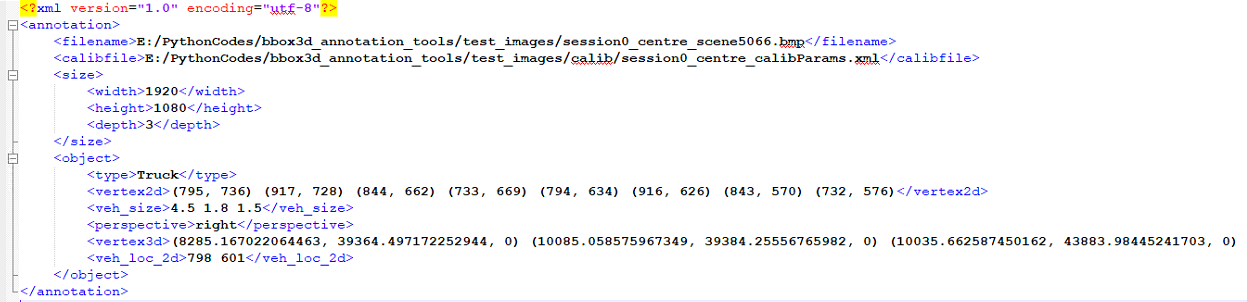 <?xml version="1.0" encoding="utf-8"?>
<annotation>
<filename>E:/PythonCodes/bbox3d_annotation_tools/test_images/session0_centre_scene5066.bmp</filename>
<calibfile>E:/PythonCodes/bbox3d_annotation_tools/test_images/calib/session0_centre_calibParams.xml</calibfile>
<size>
<width>1920</width>
<height>1080</height>
<depth>3</depth>
</size>
<object>
<type>Truck</type>
<vertex2d>(795, 736) (917, 728) (844, 662) (733, 669) (794, 634) (916, 626) (843, 570) (732, 576)</vertex2d>
<veh_size>4.5 1.8 1.5</veh_size>
<perspective>right</perspective>
<vertex3d>(8285.167022064463, 39364.497172252944, 0) (10085.058575967349, 39384.25556765982, 0) (10035.662587450162, 43883.98445241703, 0)
<veh_loc_2d>798 601</veh_loc_2d>
</object>
</annotation>